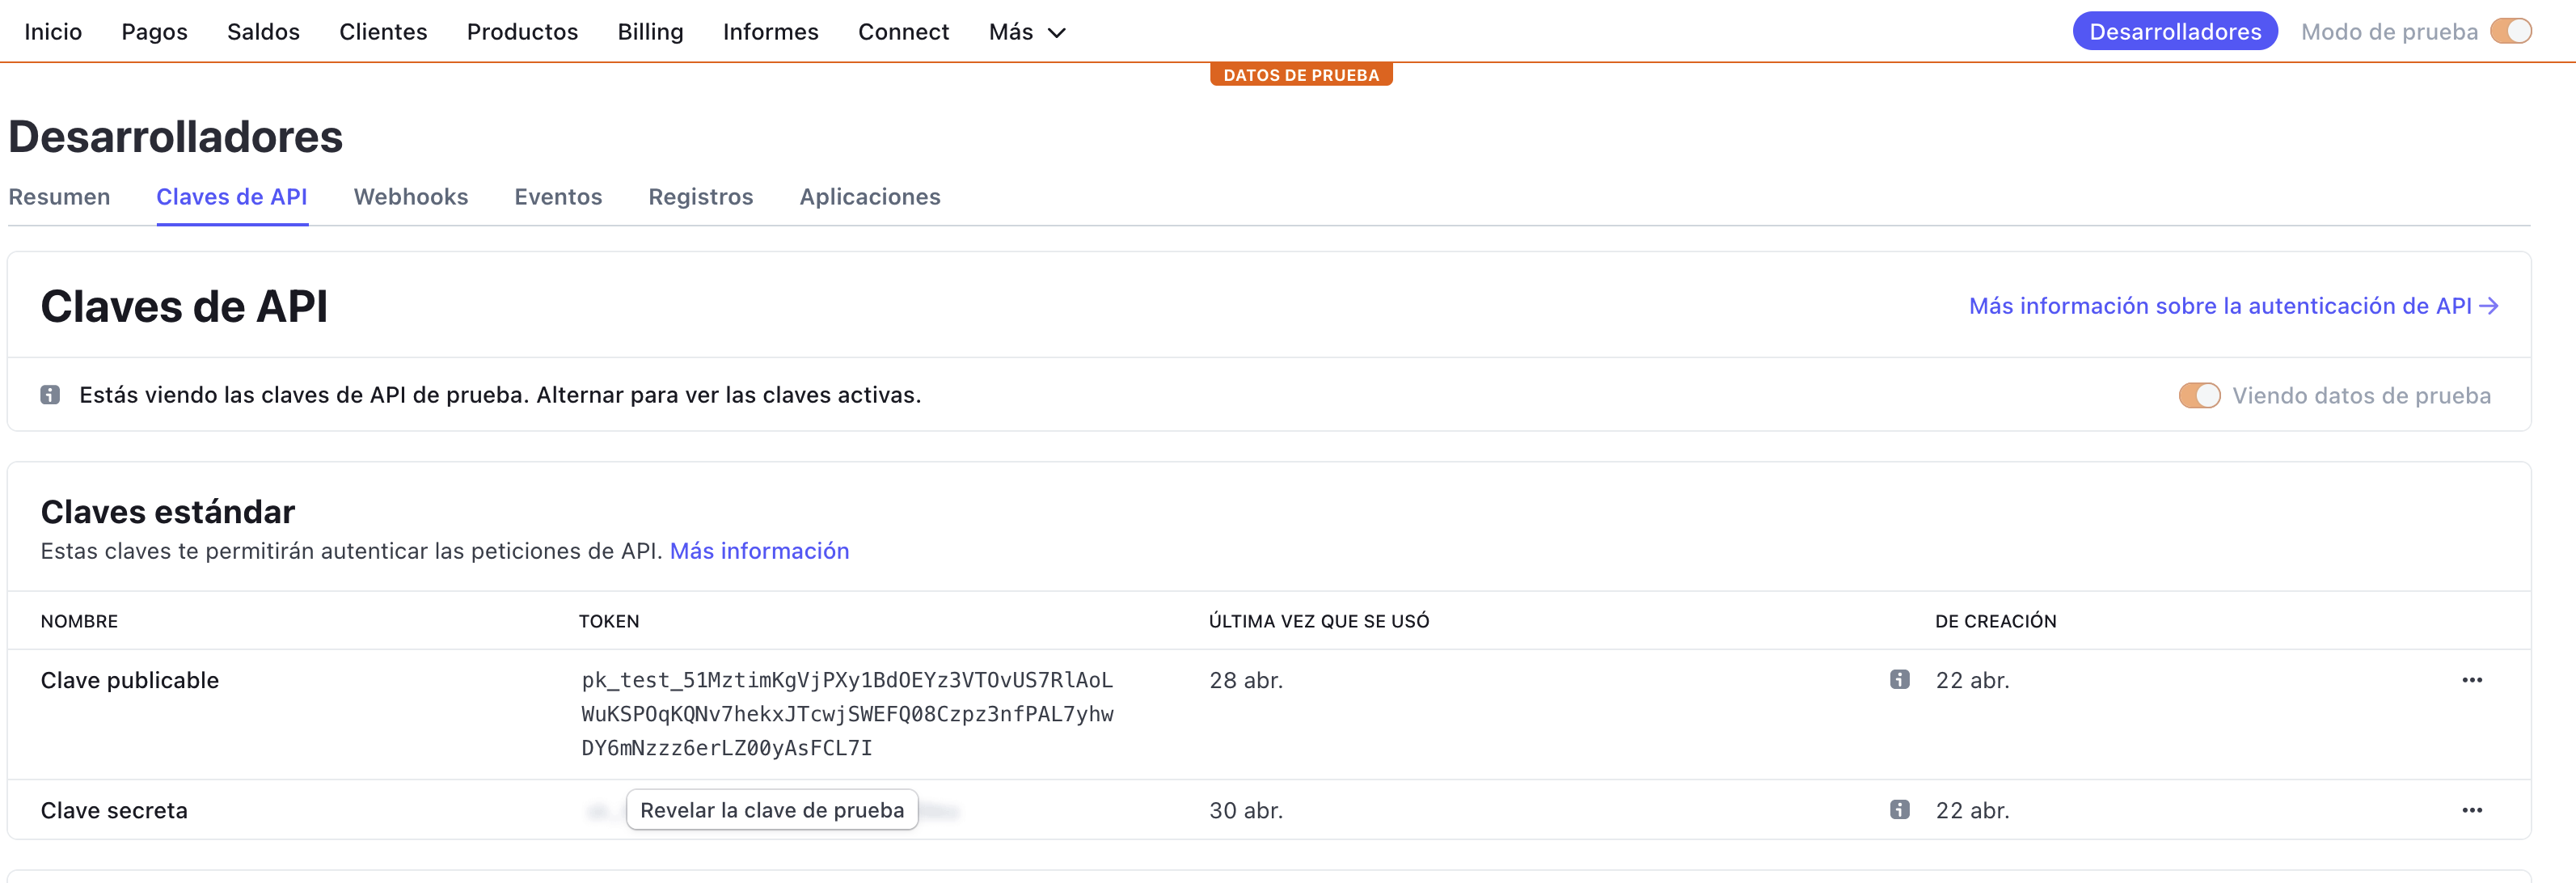 Inicio Pagos Saldos Clientes Productos Billing Informes Connect Más Desarrolladores Modo de prueba
DATOS DE PRUEBA
Desarrolladores
Resumen Claves de API Webhooks Eventos Registros Aplicaciones
Claves de API Más información sobre la autenticación de API →
Estás viendo las claves de API de prueba. Alternar para ver las claves activas. Viendo datos de prueba
Claves estándar
Estas claves te permitirán autenticar las peticiones de API. Más información
NOMBRE TOKEN ÚLTIMA VEZ QUE SE USÓ DE CREACIÓN
Clave publicable pk_test_51MztimKgVjPXy1BdOEYz3VTOvUS7RlAoL 28 abr. 22 abr.
WuKSPOqKQNv7hekxJTcwjSWEFQ08Czpz3nfPAL7yhw
DY6mNzzz6erLZ00yAsFCL7I
Clave secreta Revelar la clave de prueba 30 abr. 22 abr.